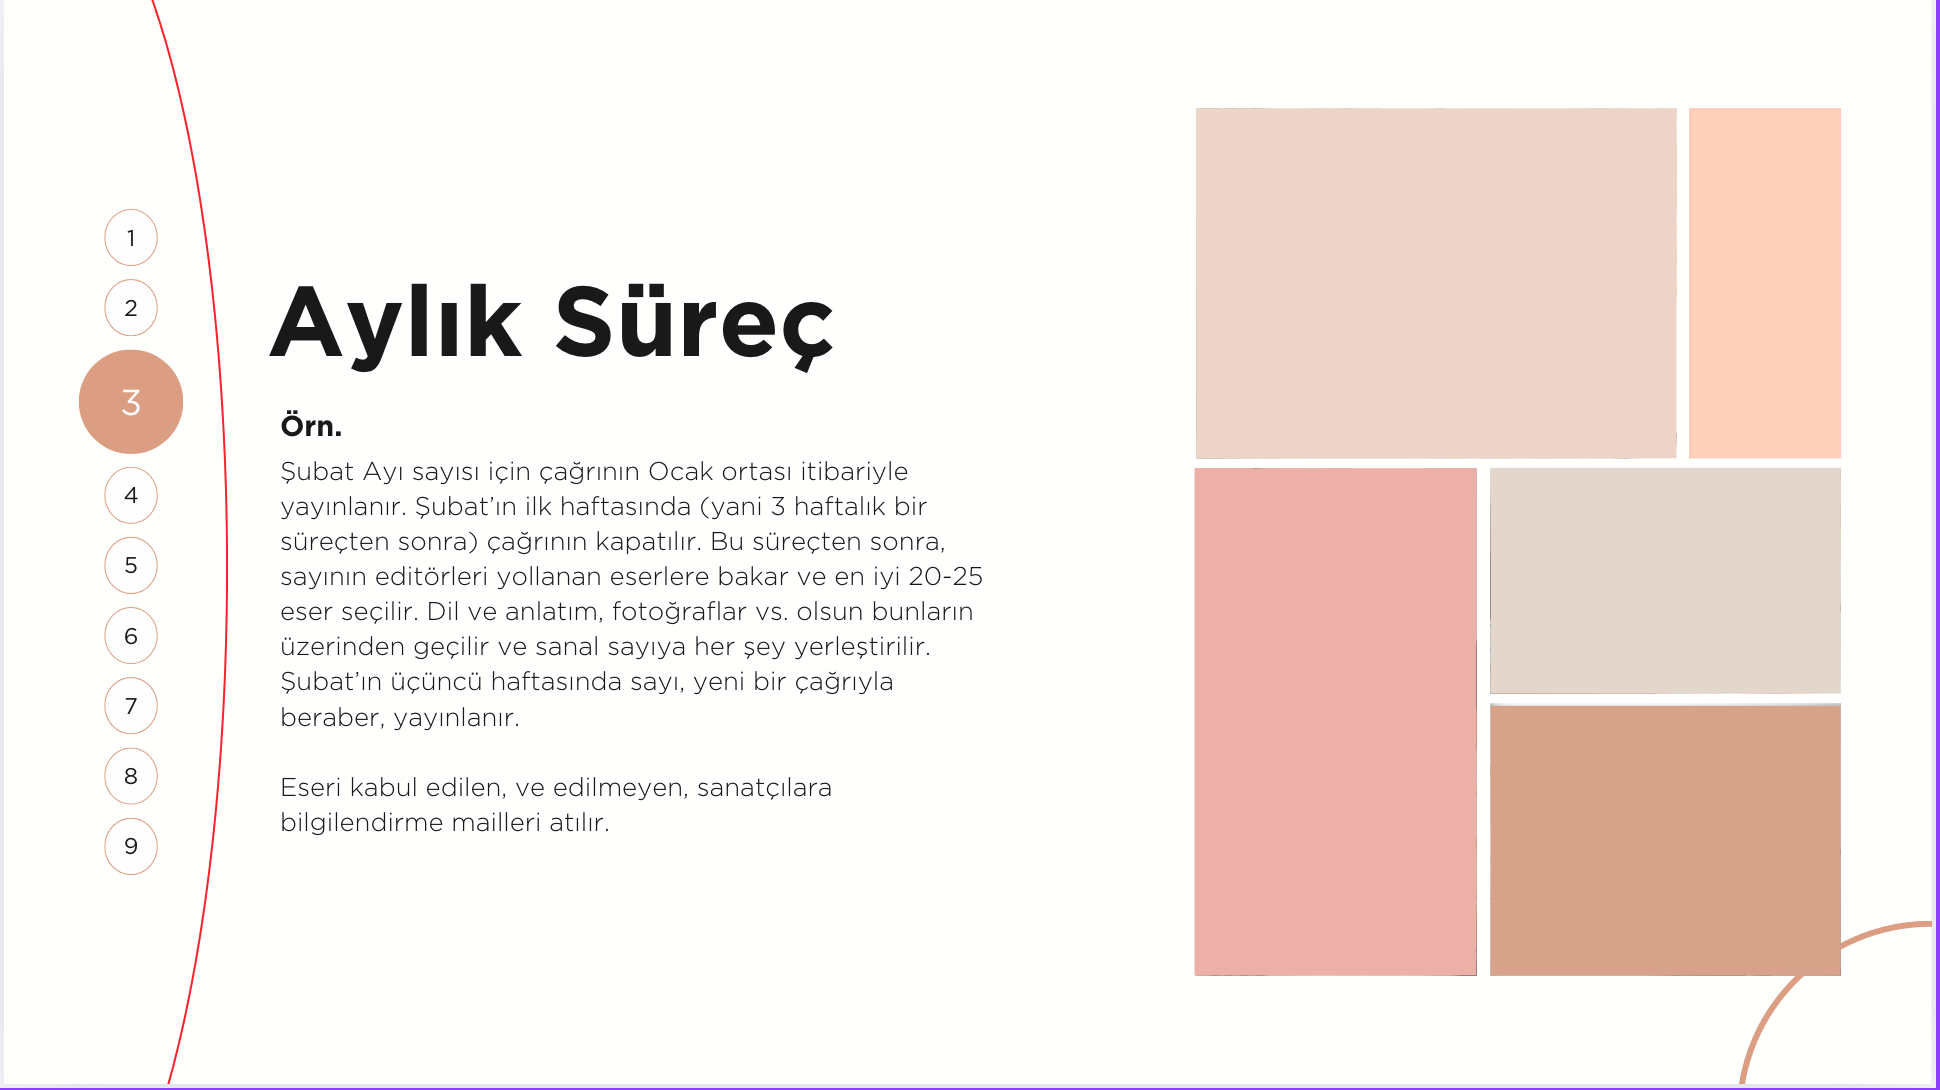 1
2
3
4
5
6
7
8
9
Aylık Süreç
Örn.
Şubat Ayı sayısı için çağrının Ocak ortası itibariyle
yayınlanır. Şubat’ın ilk haftasında (yani 3 haftalık bir
süreçten sonra) çağrının kapatılır. Bu süreçten sonra,
sayının editörleri yollanan eserlere bakar ve en iyi 20-25
eser seçilir. Dil ve anlatım, fotoğraflar vs. olsun bunların
üzerinden geçilir ve sanal sayıya her şey yerleştirilir.
Şubat’ın üçüncü haftasında sayı, yeni bir çağrıyla
beraber, yayınlanır.
Eseri kabul edilen, ve edilmeyen, sanatçılara
bilgilendirme mailleri atılır.